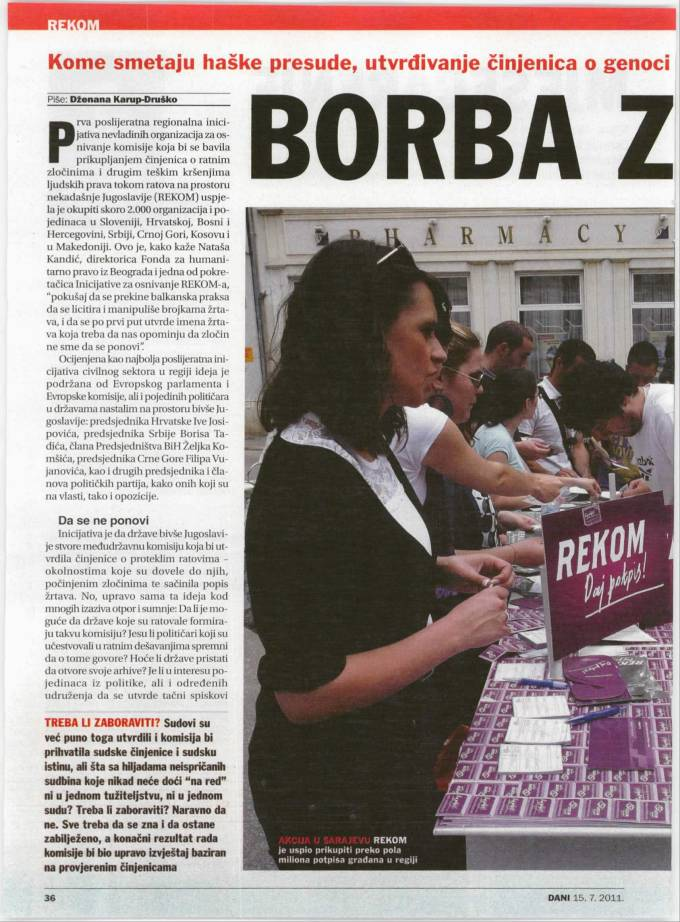 REKOM
Kome smetaju haške presude, utvrđivanje činjenica o genoci
Piše: Dženana Karup-Druško
BORBA Z
Prva poslijeratna regionalna inici-
jativa nevladinih organizacija za os-
nivanje komisije koja bi se bavila
prikupljanjem činjenica o ratnim
zločinima i drugim teškim kršenjima
ljudskih prava tokom ratova na prostoru
nekadašnje Jugoslavije (REKOM) uspje-
la je okupiti skoro 2.000 organizacija i po-
jedinaca u Sloveniji, Hrvatskoj, Bosni i
Hercegovini, Srbiji, Crnoj Gori, Kosovu i
u Makedoniji. Ovo je, kako kaže Nataša
Kandić, direktorica Fonda za humani-
tarno pravo iz Beograda i jedna od pokre-
tačica Inicijative za osnivanje REKOM-a,
"pokušaj da se prekine balkanska praksa
da se licitira i manipuliše brojkama žrta-
va, i da se po prvi put utvrde imena žrta-
va koja treba da nas opominju da zločin
ne sme da se ponovi".
Ocijenjena kao najbolja poslijeratna ini-
cijativa civilnog sektora u regiji ideja je
podržana od Evropskog parlamenta i
Evropske komisije, ali i pojedinih političara
u državama nastalim na prostoru bivše Ju-
goslavije: predsjednika Hrvatske Ive Josi-
povića, predsjednika Srbije Borisa Ta-
dića, člana Predsjedništva BiH Željka Kom-
šića, predsjednika Crne Gore Filipa Vu-
janovića, kao i drugih predsjednika i čla-
nova političkih partija, kako onih koji su
na vlasti, tako i opozicije.
Da se ne ponovi
Inicijativa je da države bivše Jugoslavi-
je stvore međudržavnu komisiju koja bi ut-
vrdila činjenice o proteklim ratovima –
okolnostima koje su dovele do njih,
počinjenim zločinima te sačinila popis
žrtava. No, upravo sama ta ideja kod
mnogih izaziva otpor i sumnje: Da li je mo-
guće da države koje su ratovale formira-
ju takvu komisiju? Jesu li političari koji su
učestvovali u ratnim dešavanjima spremni
da o tome govore? Hoće li države pristati
da otvore svoje arhive? Je li u interesu po-
jedinaca iz politike, ali i određenih
udruženja da se utvrde tačni spiskovi
TREBA LI ZABORAVITI? Sudovi su
već puno toga utvrdili i komisija bi
prihvatila sudske činjenice i sudsku
istinu, ali šta sa hiljadama neispričanih
sudbina koje nikad neće doći "na red"
ni u jednom tužiteljstvu, ni u jednom
sudu? Treba li zaboraviti? Naravno da
ne. Sve treba da se zna i da ostane
zabilježeno, a konačni rezultat rada
komisije bi bio upravo izvještaj baziran
na provjerenim činjenicama
PHARMACY
REKOM
Daj potpis!
AKCIJA U SARAJEVU REKOM
je uspio prikupiti preko pola
miliona potpisa građana u regiji
36
DANI 15. 7. 2011.